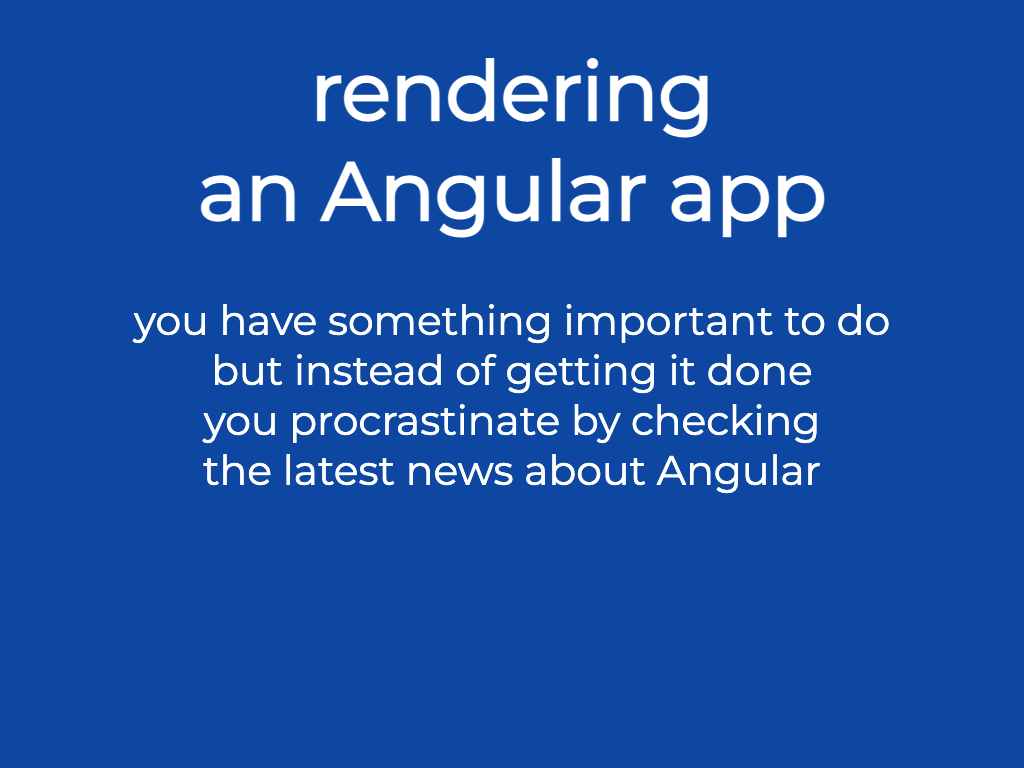 rendering
an Angular app
you have something important to do
but instead of getting it done
you procrastinate by checking
the latest news about Angular